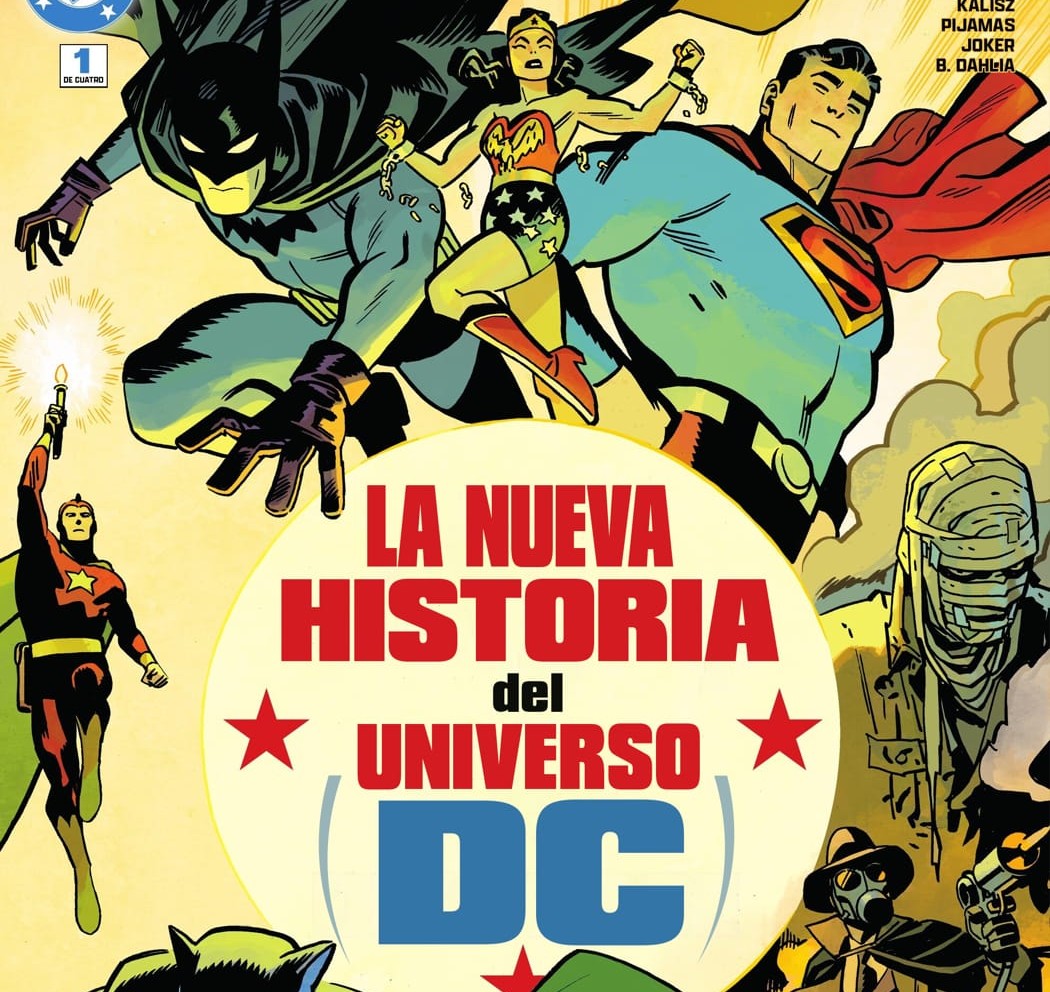 1
DE CUATRO
KALISZ
PIJAMAS
JOKER
B. DAHLIA
LA NUEVA
HISTORIA
del
UNIVERSO
DC